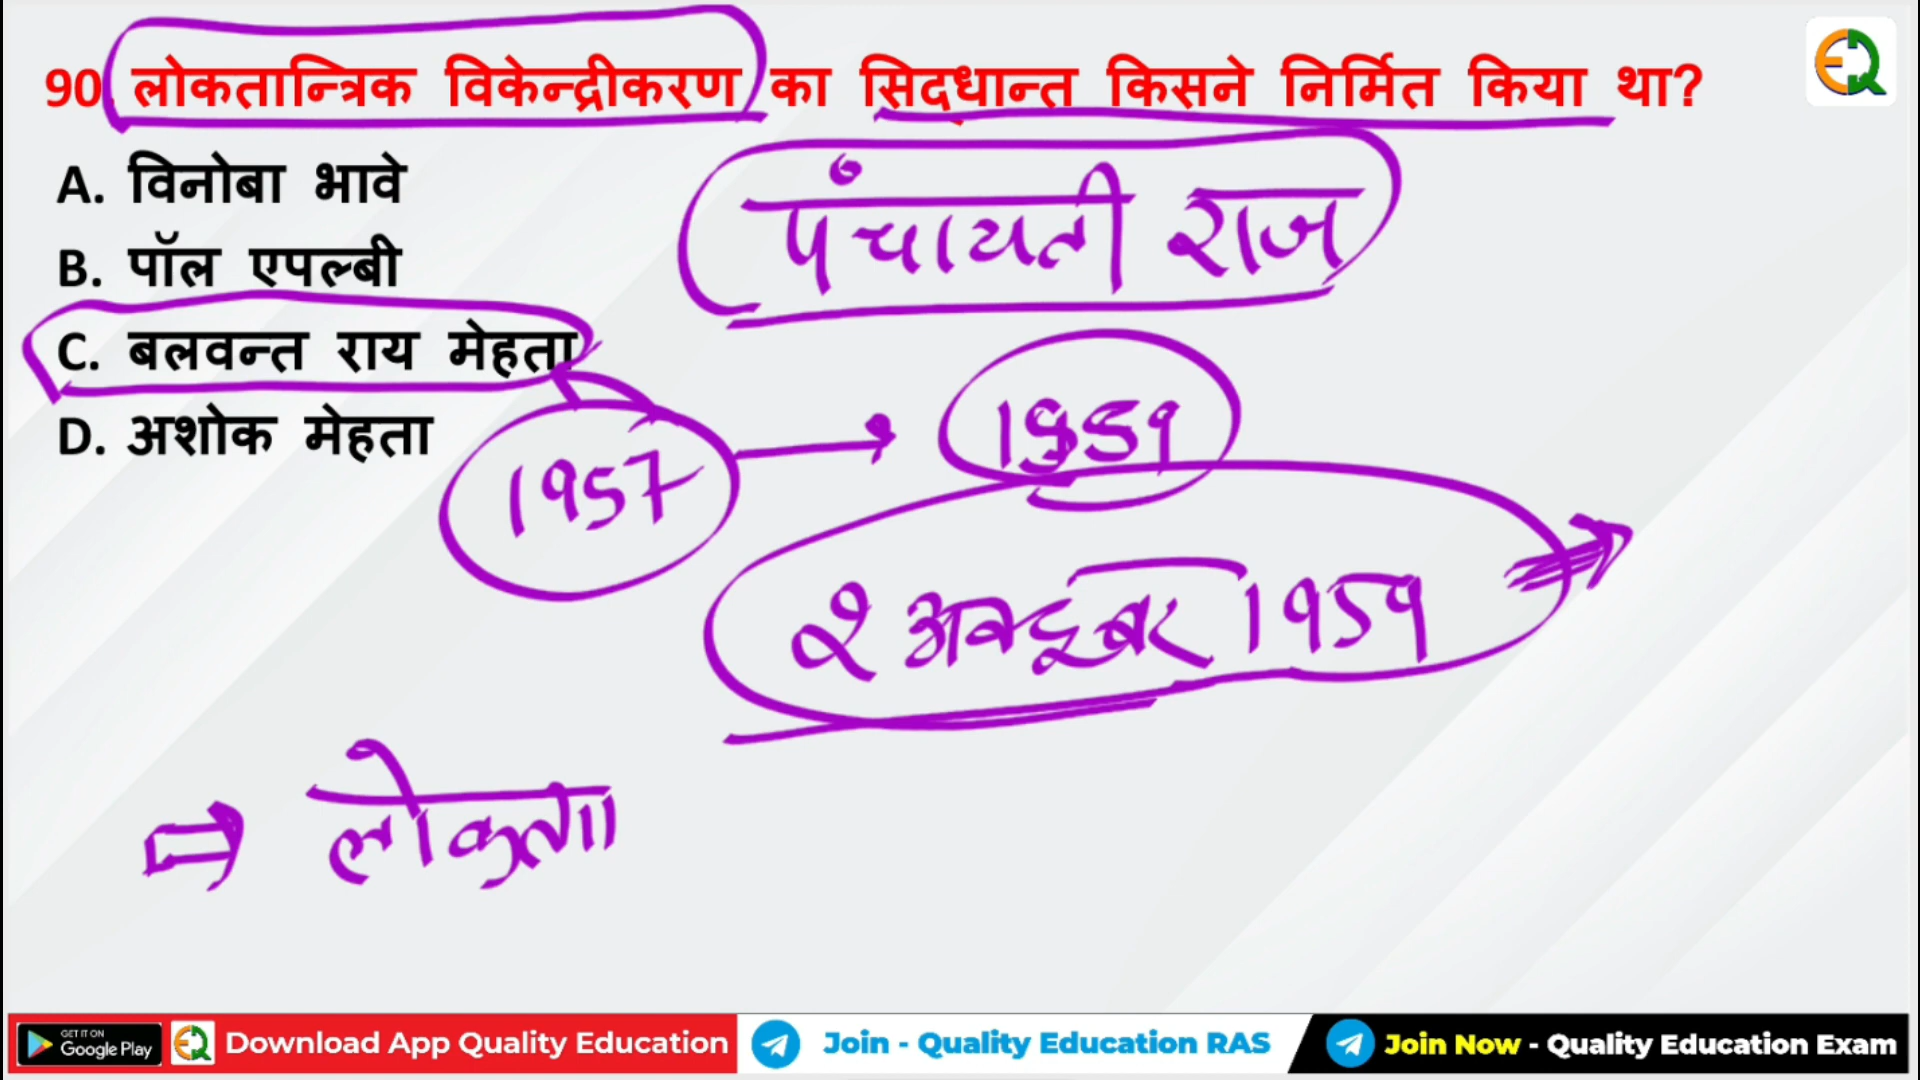 90 लोकतान्त्रिक विकेन्द्रीकरण का सिद्धान्त किसने निर्मित किया था?
A. विनोबा भावे
B. पॉल एपल्बी
C. बलवन्त राय मेहता
D. अशोक मेहता
पंचायती राज
1957
1959
2 अक्टूबर 1959
लोकता
GET IT ON
Google Play
Download App Quality Education
Join - Quality Education RAS
Join Now - Quality Education Exam